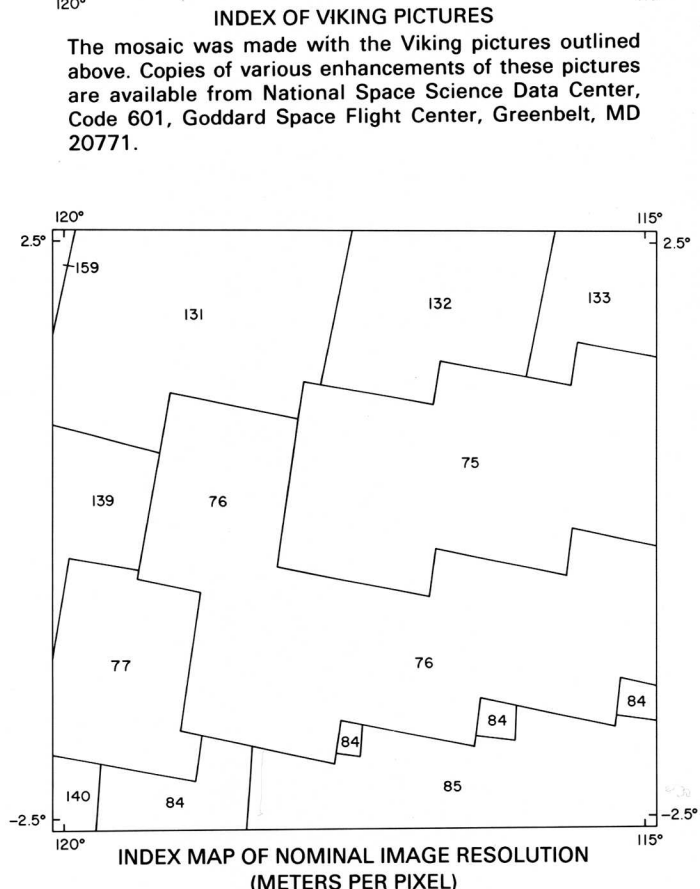 120°
INDEX OF VIKING PICTURES
The mosaic was made with the Viking pictures outlined
above. Copies of various enhancements of these pictures
are available from National Space Science Data Center,
Code 601, Goddard Space Flight Center, Greenbelt, MD
20771.
120° 115°
2.5° 2.5°
159
133
132
131
75
139 76
76
77
84
84
84
85
140 84
-2.5° -2.5°
120° 115°
INDEX MAP OF NOMINAL IMAGE RESOLUTION
(METERS PER PIXEL)